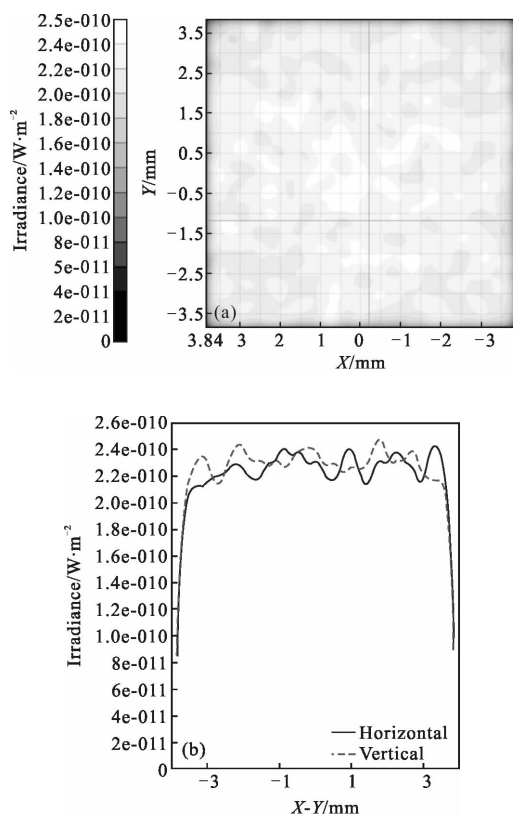 Irradiance/W·m⁻²
2.5e-010
2.6e-010
2.4e-010
2.2e-010
2.0e-010
1.8e-010
1.6e-010
1.4e-010
1.2e-010
1.0e-010
8e-011
5e-011
4e-011
2e-011
0
Y/mm
3.5
2.5
1.5
0.5
−0.5
−1.5
−2.5
−3.5
(a)
3.84 3 2 1 0 −1 −2 −3
X/mm
Irradiance/W·m⁻²
2.6e-010
2.4e-010
2.2e-010
2.0e-010
1.8e-010
1.6e-010
1.4e-010
1.2e-010
1.0e-010
8e-011
6e-011
4e-011
2e-011
0
(b)
Horizontal
Vertical
−3 −1 1 3
X-Y/mm